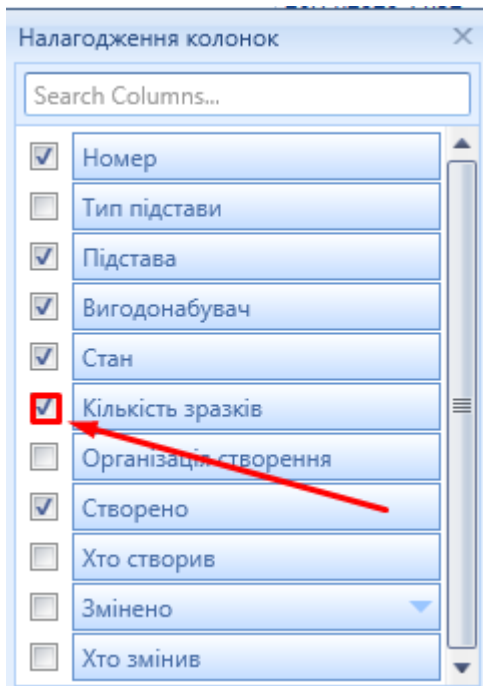 Налагодження колонок
Search Columns...
Номер
Тип підстави
Підстава
Вигодонабувач
Стан
Кількість зразків
Організація створення
Створено
Хто створив
Змінено
Хто змінив